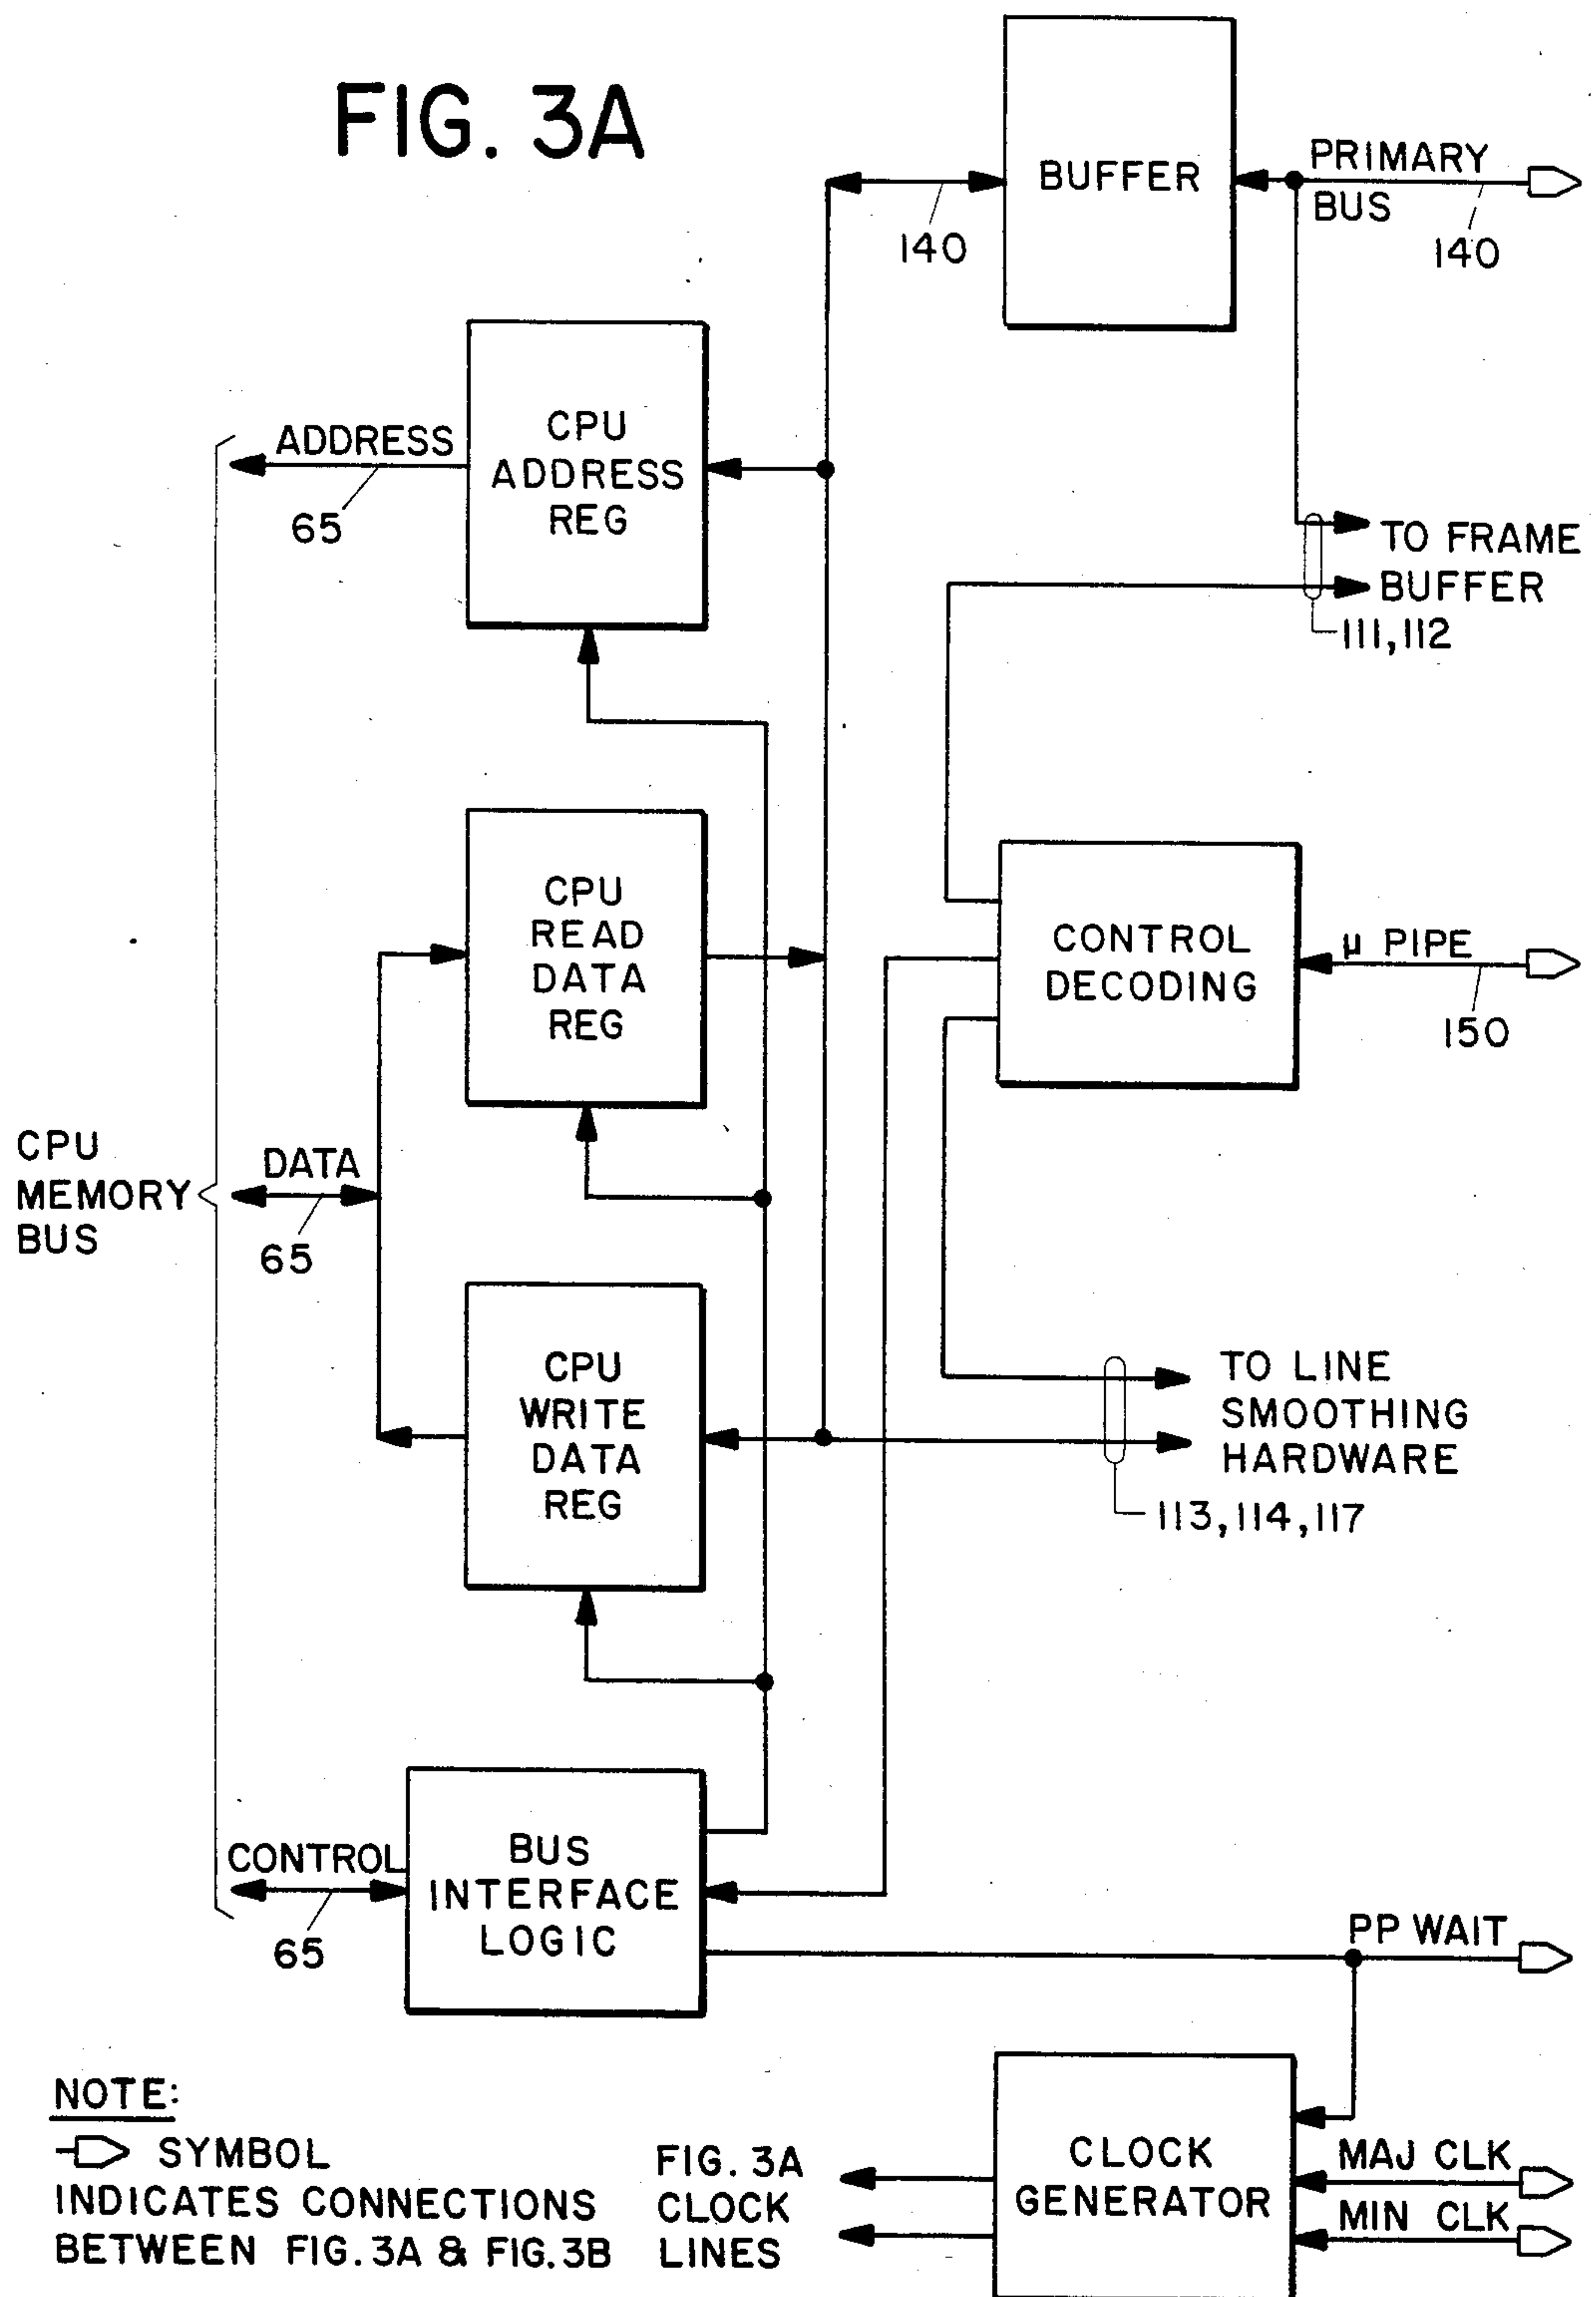 FIG. 3A
BUFFER
PRIMARY
BUS
140
140
CPU
ADDRESS
REG
ADDRESS
65
TO FRAME
BUFFER
111,112
CPU
READ
DATA
REG
CONTROL
DECODING
μ PIPE
150
CPU
MEMORY
BUS
DATA
65
CPU
WRITE
DATA
REG
TO LINE
SMOOTHING
HARDWARE
113,114,117
BUS
INTERFACE
LOGIC
CONTROL
65
PP WAIT
CLOCK
GENERATOR
MAJ CLK
MIN CLK
FIG. 3A
CLOCK
LINES
NOTE:
SYMBOL
INDICATES CONNECTIONS
BETWEEN FIG.3A & FIG.3B